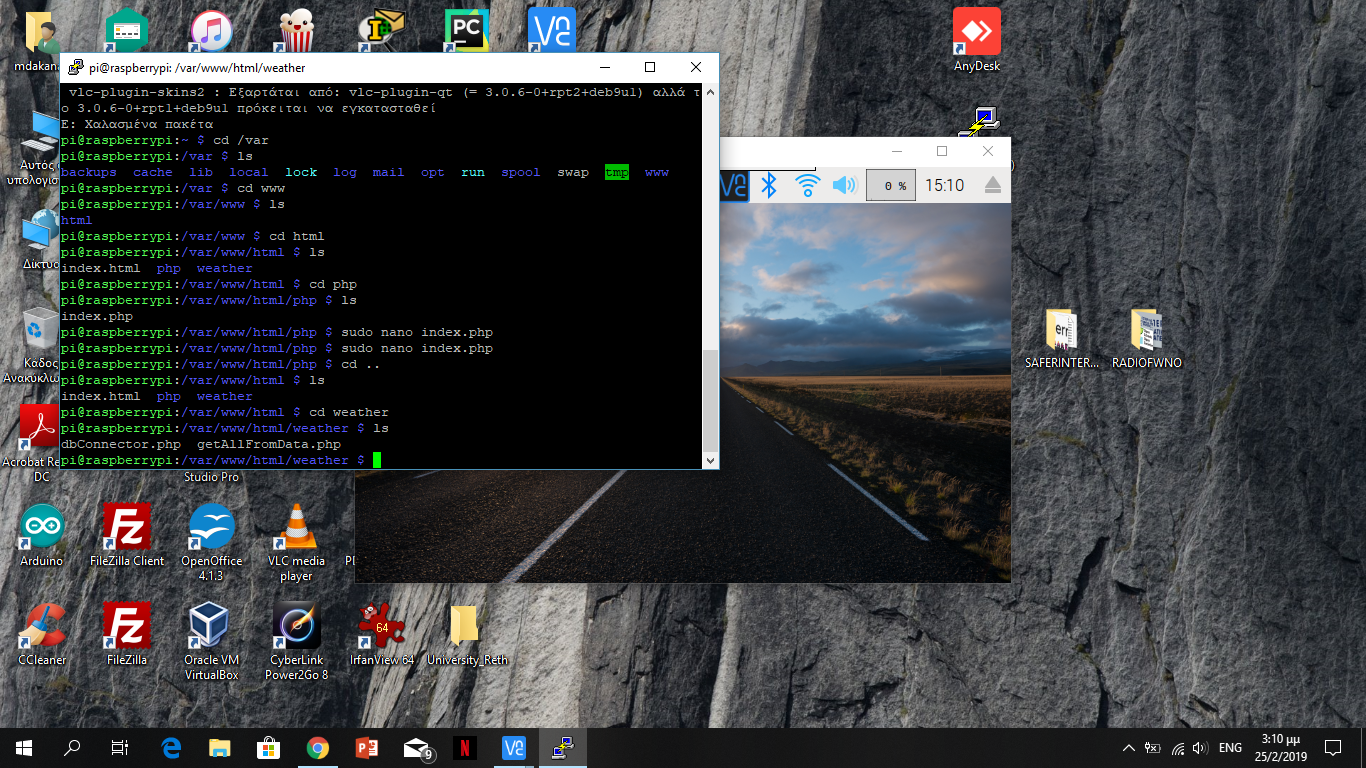 mdakana
AnyDesk
pi@raspberrypi: /var/www/html/weather
vlc-plugin-skins2 : Εξαρτάται από: vlc-plugin-qt (= 3.0.6-0+rpt2+deb9u1) αλλά τ
ο 3.0.6-0+rpt1+deb9u1 πρόκειται να εγκατασταθεί
E: Χαλασμένα πακέτα
pi@raspberrypi:~ $ cd /var
pi@raspberrypi:/var $ ls
backups cache lib local lock log mail opt run spool swap tmp www
pi@raspberrypi:/var $ cd www
pi@raspberrypi:/var/www $ ls
html
pi@raspberrypi:/var/www $ cd html
pi@raspberrypi:/var/www/html $ ls
index.html php weather
pi@raspberrypi:/var/www/html $ cd php
pi@raspberrypi:/var/www/html/php $ ls
index.php
pi@raspberrypi:/var/www/html/php $ sudo nano index.php
pi@raspberrypi:/var/www/html/php $ sudo nano index.php
pi@raspberrypi:/var/www/html/php $ cd ..
pi@raspberrypi:/var/www/html $ ls
index.html php weather
pi@raspberrypi:/var/www/html $ cd weather
pi@raspberrypi:/var/www/html/weather $ ls
dbConnector.php getAllFromData.php
pi@raspberrypi:/var/www/html/weather $
0 % 15:10
Αυτός ο
υπολογισ
Δίκτυο
Κάδος
Ανακύκλω
SAFERINTER... RADIOFWNO
Acrobat Re
DC
Studio Pro
Arduino FileZilla Client OpenOffice
4.1.3 VLC media
player
CCleaner FileZilla Oracle VM
VirtualBox CyberLink
Power2Go 8 IrfanView 64 University_Reth
PC
64
9
ENG
3:10 μμ
25/2/2019